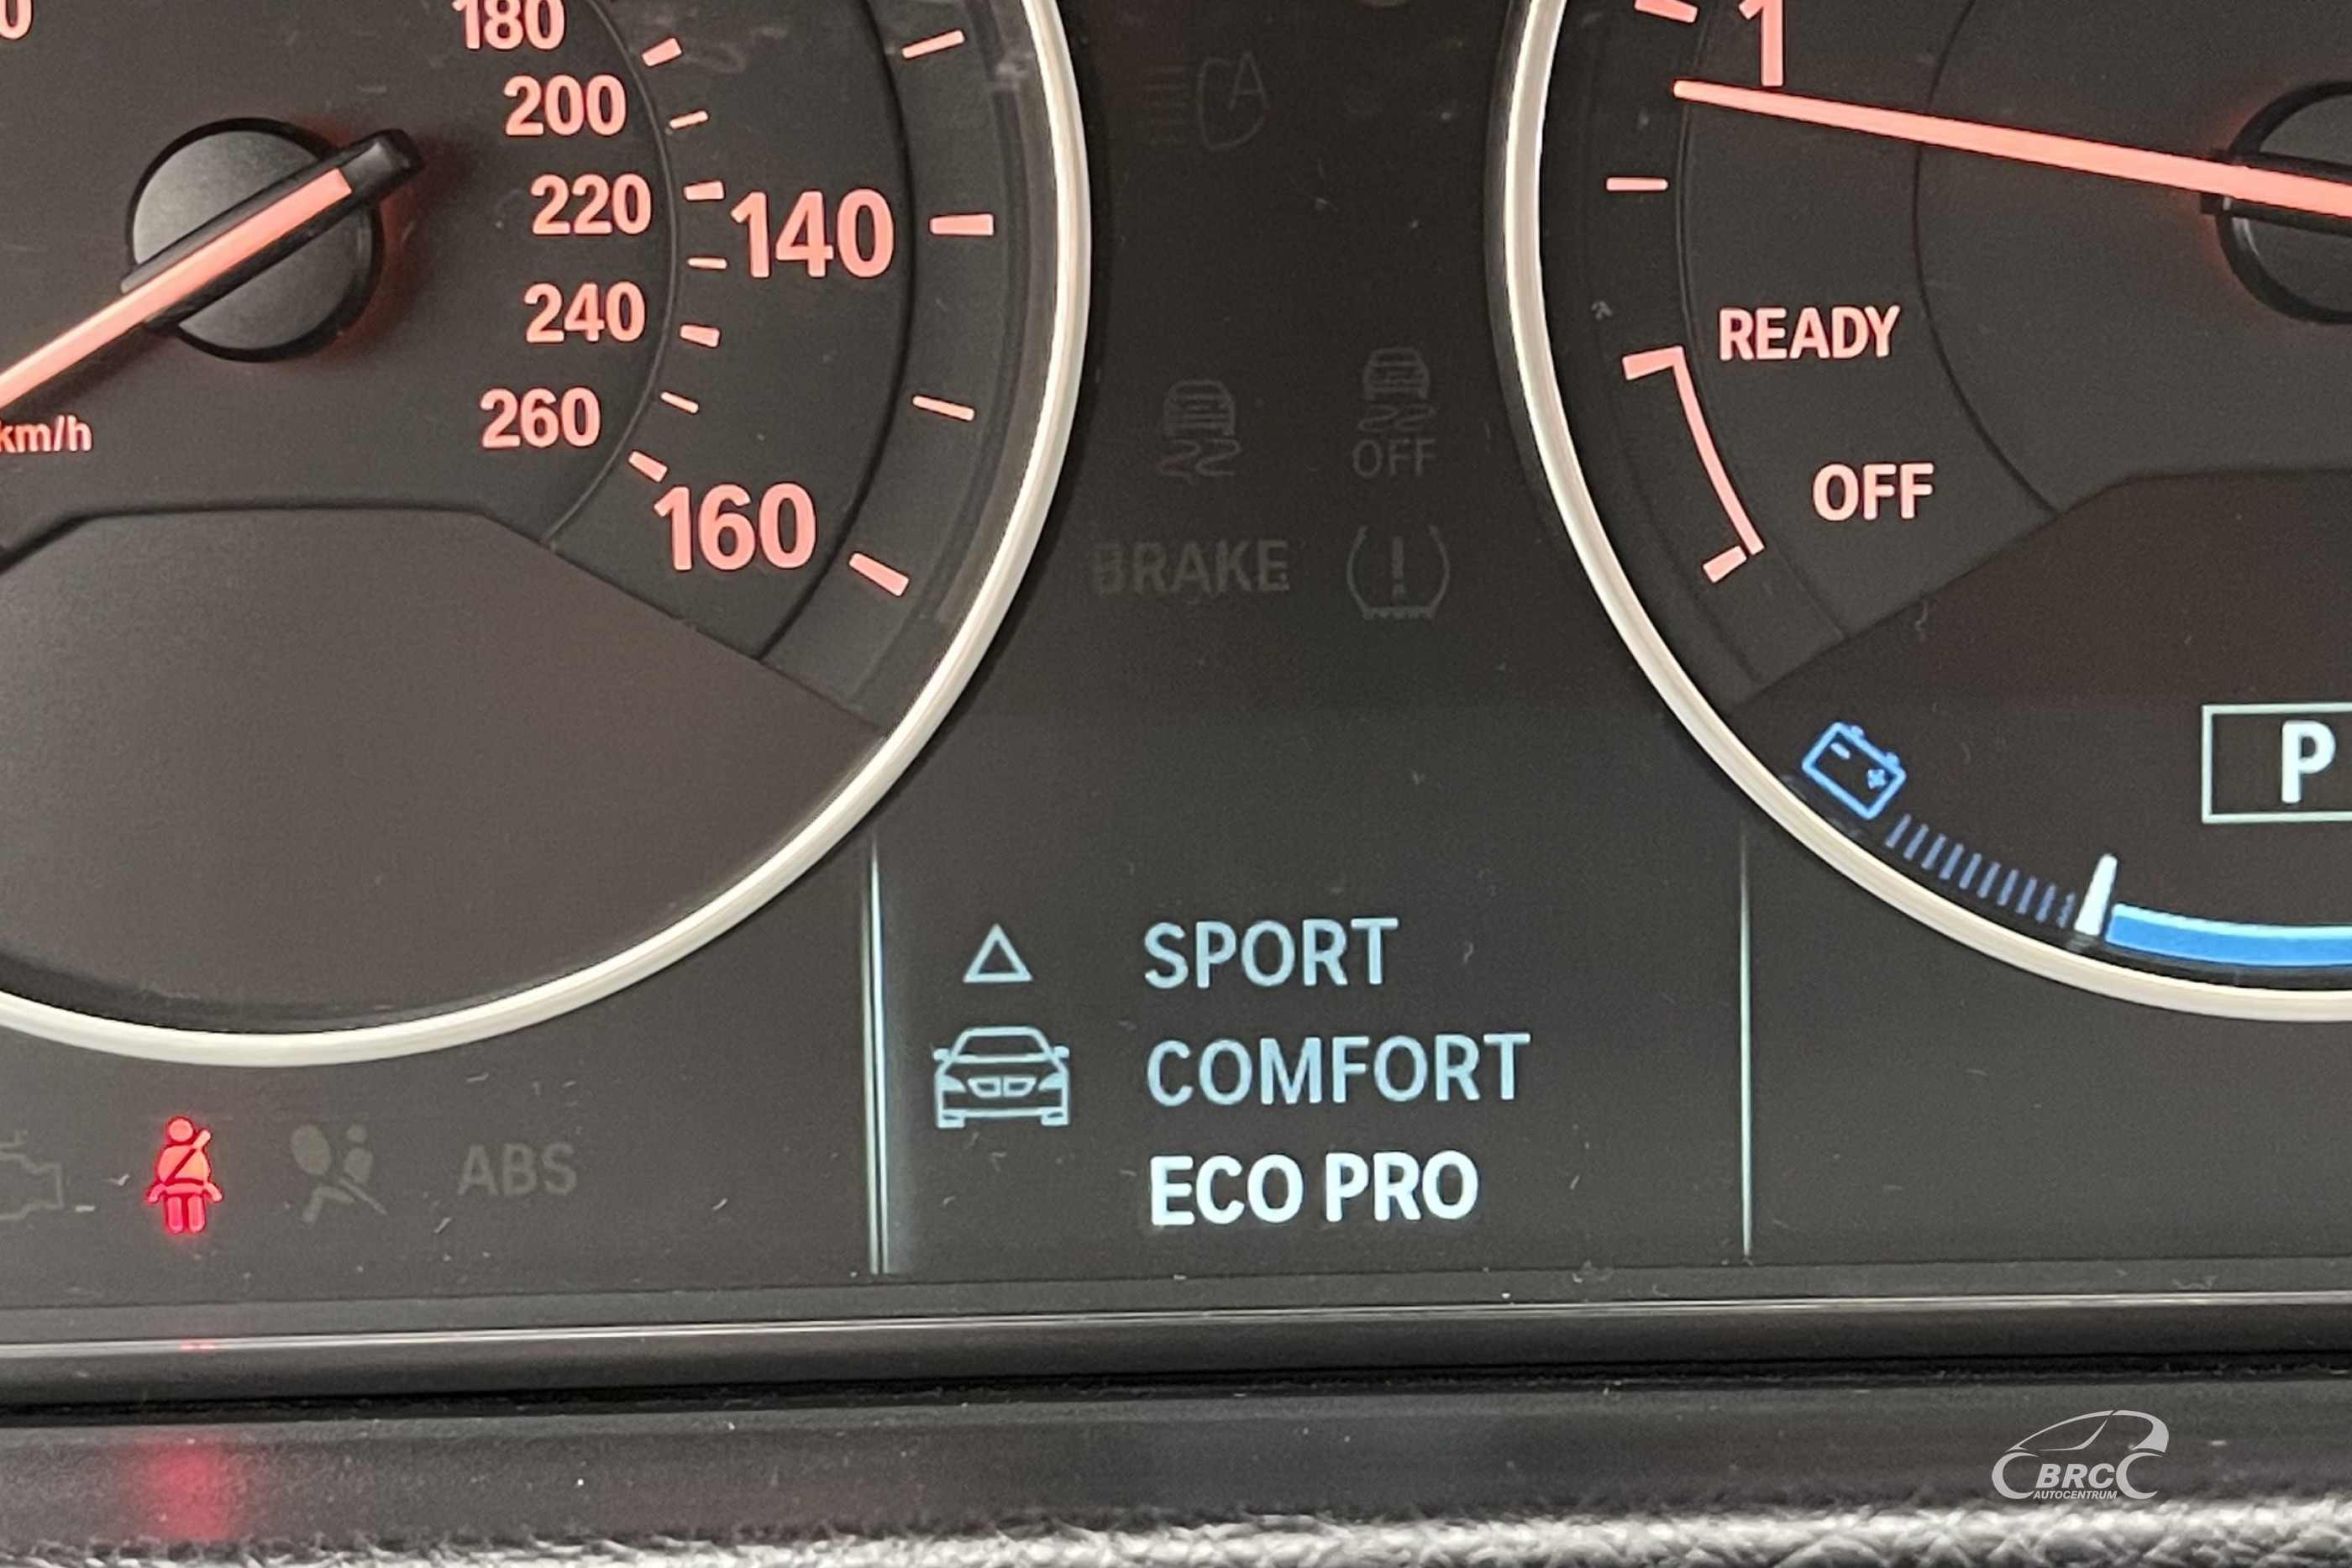 180
200
220
240
260
km/h
140
160
A
OFF
BRAKE
1
READY
OFF
P
SPORT
COMFORT
ECO PRO
ABS
BRC
AUTOCENTRUM